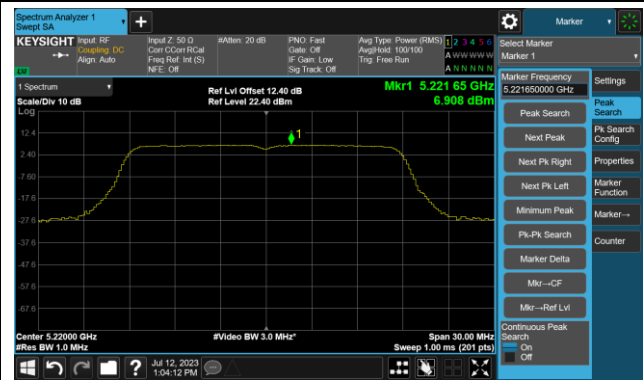 Spectrum Analyzer 1
Swept SA
Marker
KEYSIGHT
Input: RF
Coupling: DC
Align: Auto
Input Z: 50 Ω
Corr CCorr RCal
Freq Ref: Int (S)
NFE: Off
#Atten: 20 dB
PNO: Fast
Gate: Off
IF Gain: Low
Sig Track: Off
Avg Type: Power (RMS)
Avg|Hold: 100/100
Trig: Free Run
1 2 3 4 5 6
A W W W W W
A N N N N N
LXI
Select Marker
Marker 1
1 Spectrum
Scale/Div 10 dB
Log
Ref Lvl Offset 12.40 dB
Ref Level 22.40 dBm
Mkr1 5.221 65 GHz
6.908 dBm
1
12.4
2.40
-7.60
-17.6
-27.6
-37.6
-47.6
-57.6
-67.6
Center 5.22000 GHz
#Res BW 1.0 MHz
#Video BW 3.0 MHz*
Span 30.00 MHz
Sweep 1.00 ms (201 pts)
Marker Frequency
5.221650000 GHz
Peak Search
Next Peak
Next Pk Right
Next Pk Left
Minimum Peak
Pk-Pk Search
Marker Delta
Mkr→CF
Mkr→Ref Lvl
Continuous Peak
Search
On
Off
Settings
Peak
Search
Pk Search
Config
Properties
Marker
Function
Marker→
Counter
Jul 12, 2023
1:04:12 PM